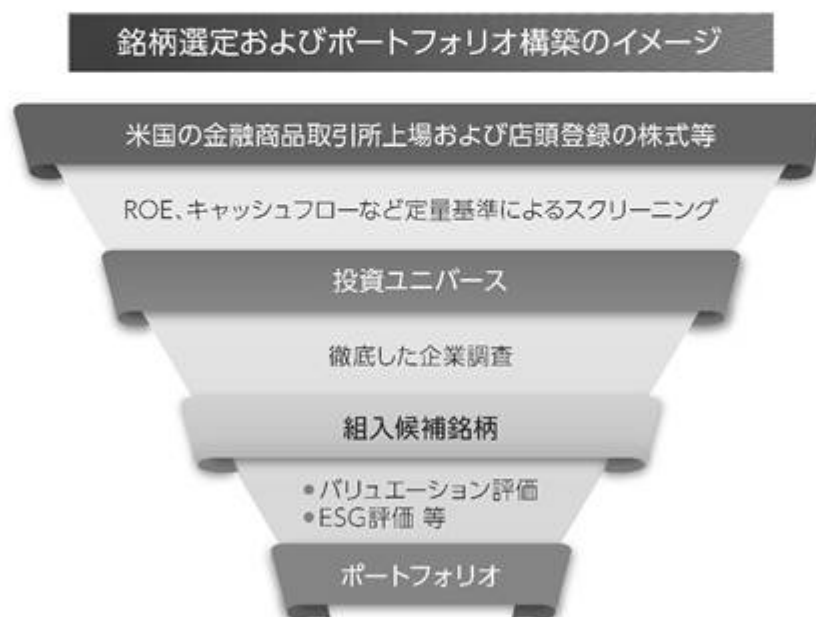 銘柄選定およびポートフォリオ構築のイメージ
米国の金融商品取引所上場および店頭登録の株式等
ROE、キャッシュフローなど定量基準によるスクリーニング
投資ユニバース
徹底した企業調査
組入候補銘柄
●バリュエーション評価
●ESG評価 等
ポートフォリオ